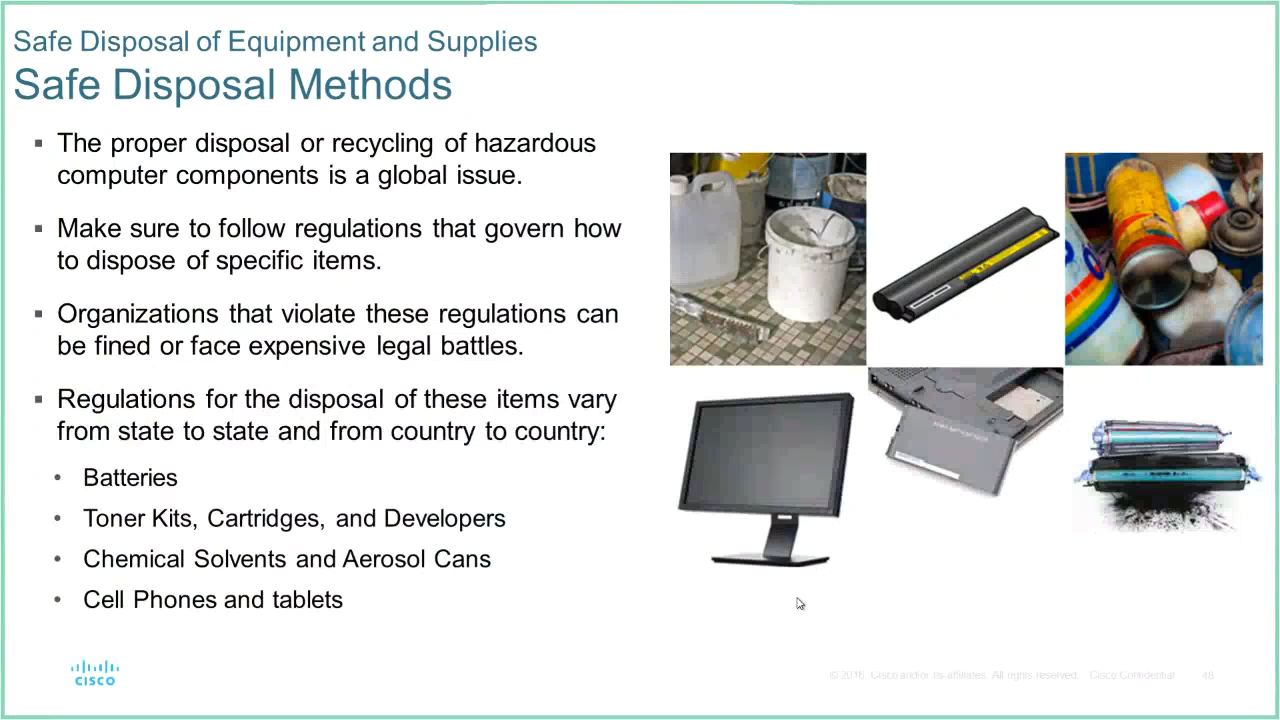 Safe Disposal of Equipment and Supplies
Safe Disposal Methods
▪ The proper disposal or recycling of hazardous
computer components is a global issue.
▪ Make sure to follow regulations that govern how
to dispose of specific items.
▪ Organizations that violate these regulations can
be fined or face expensive legal battles.
▪ Regulations for the disposal of these items vary
from state to state and from country to country:
• Batteries
• Toner Kits, Cartridges, and Developers
• Chemical Solvents and Aerosol Cans
• Cell Phones and tablets
CISCO
© 2016 Cisco and/or its affiliates. All rights reserved. Cisco Confidential 48